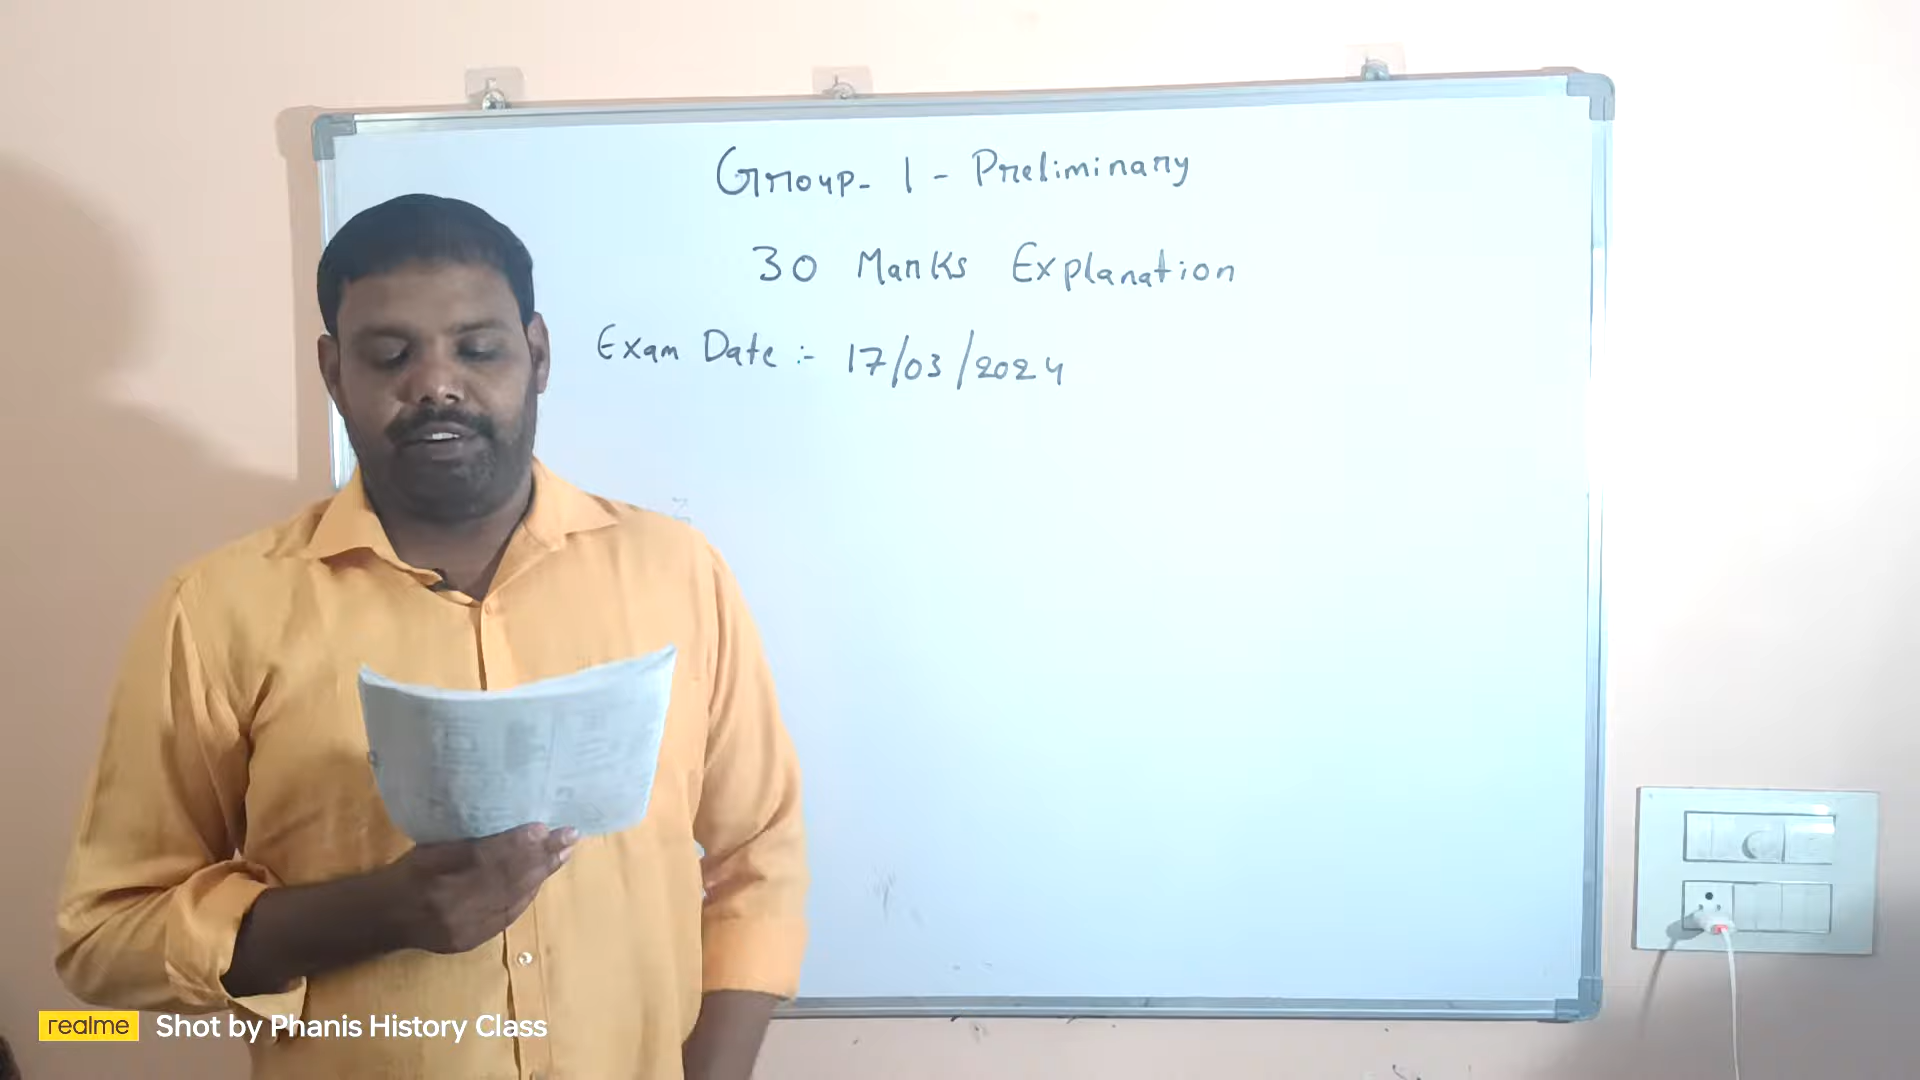 Group- 1 - Preliminary
30 Marks Explanation
Exam Date :- 17/03/2024
realme Shot by Phanis History Class